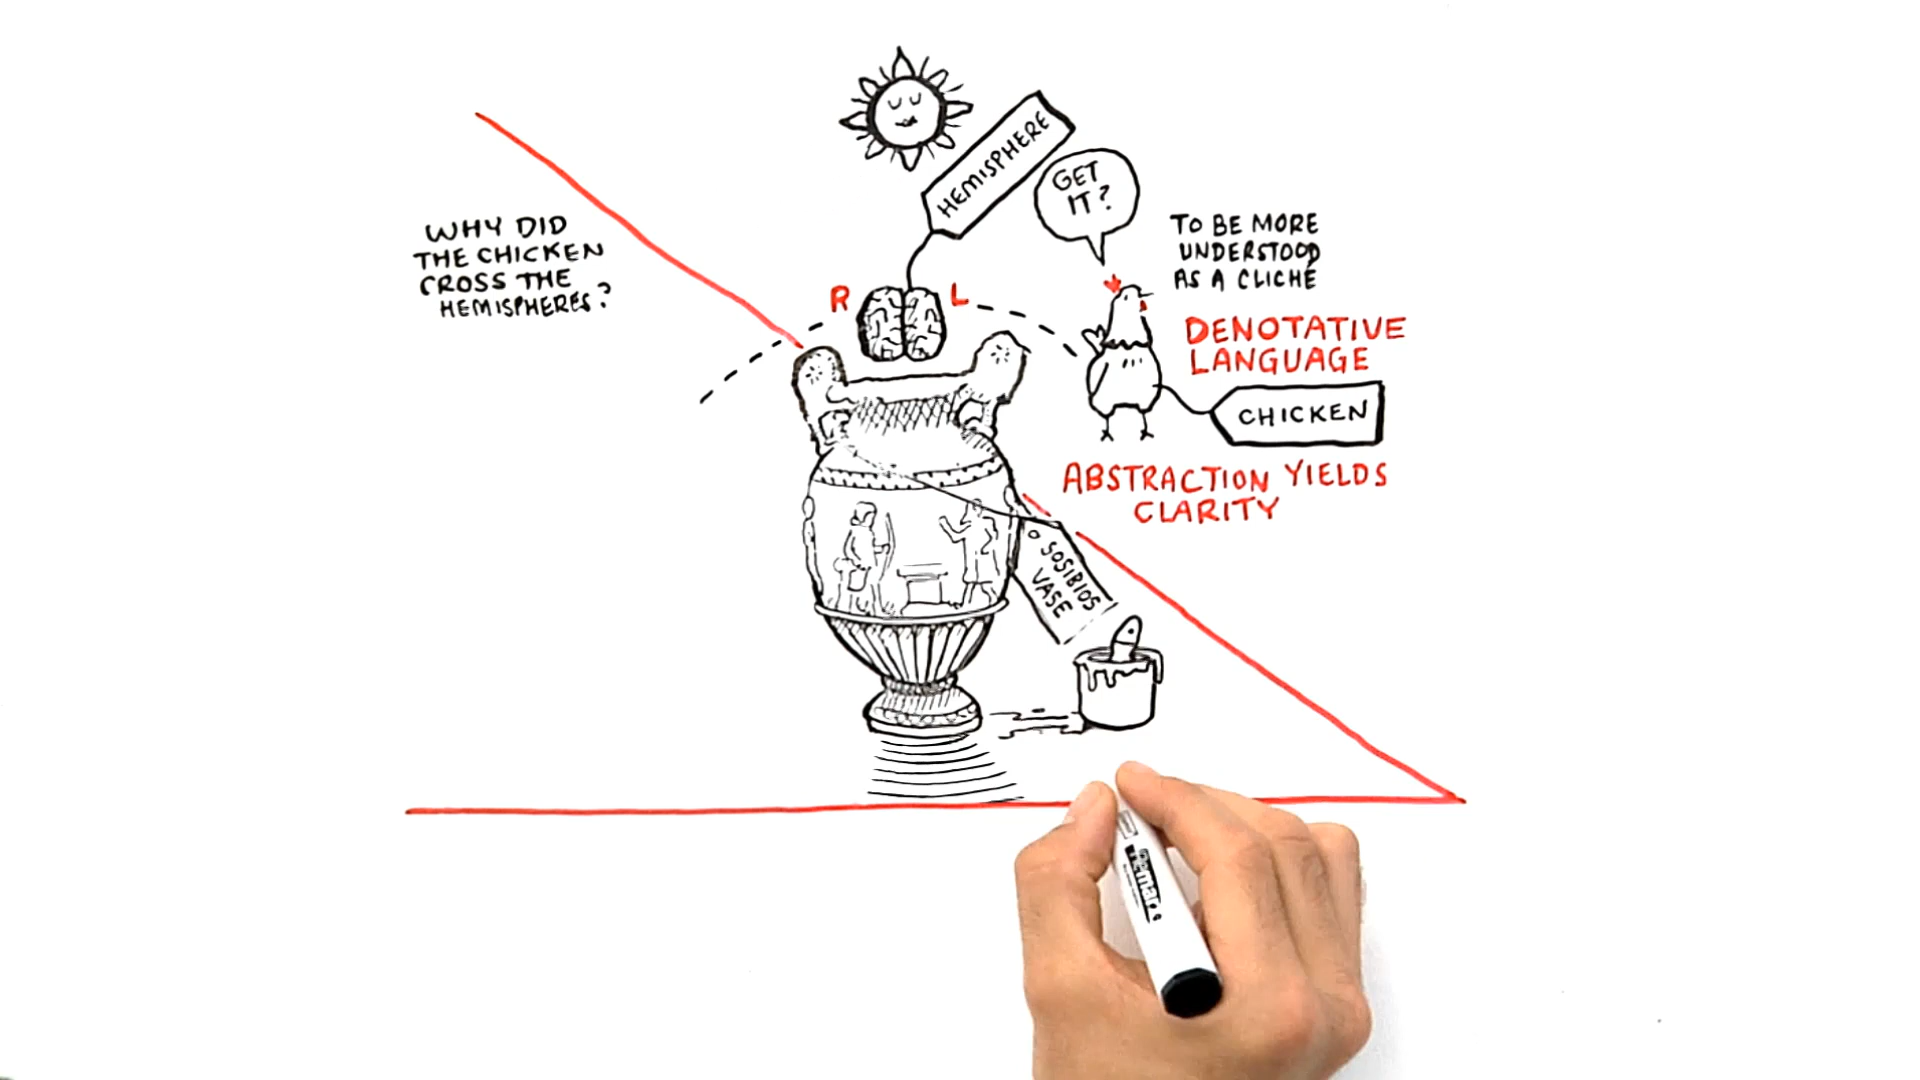 HEMISPHERE
GET
IT?
WHY DID
THE CHICKEN
CROSS THE
HEMISPHERES?
TO BE MORE
UNDERSTOOD
AS A CLICHÉ
R
L
DENOTATIVE
LANGUAGE
CHICKEN
ABSTRACTION YIELDS
CLARITY
SOSIBIOS
VASE